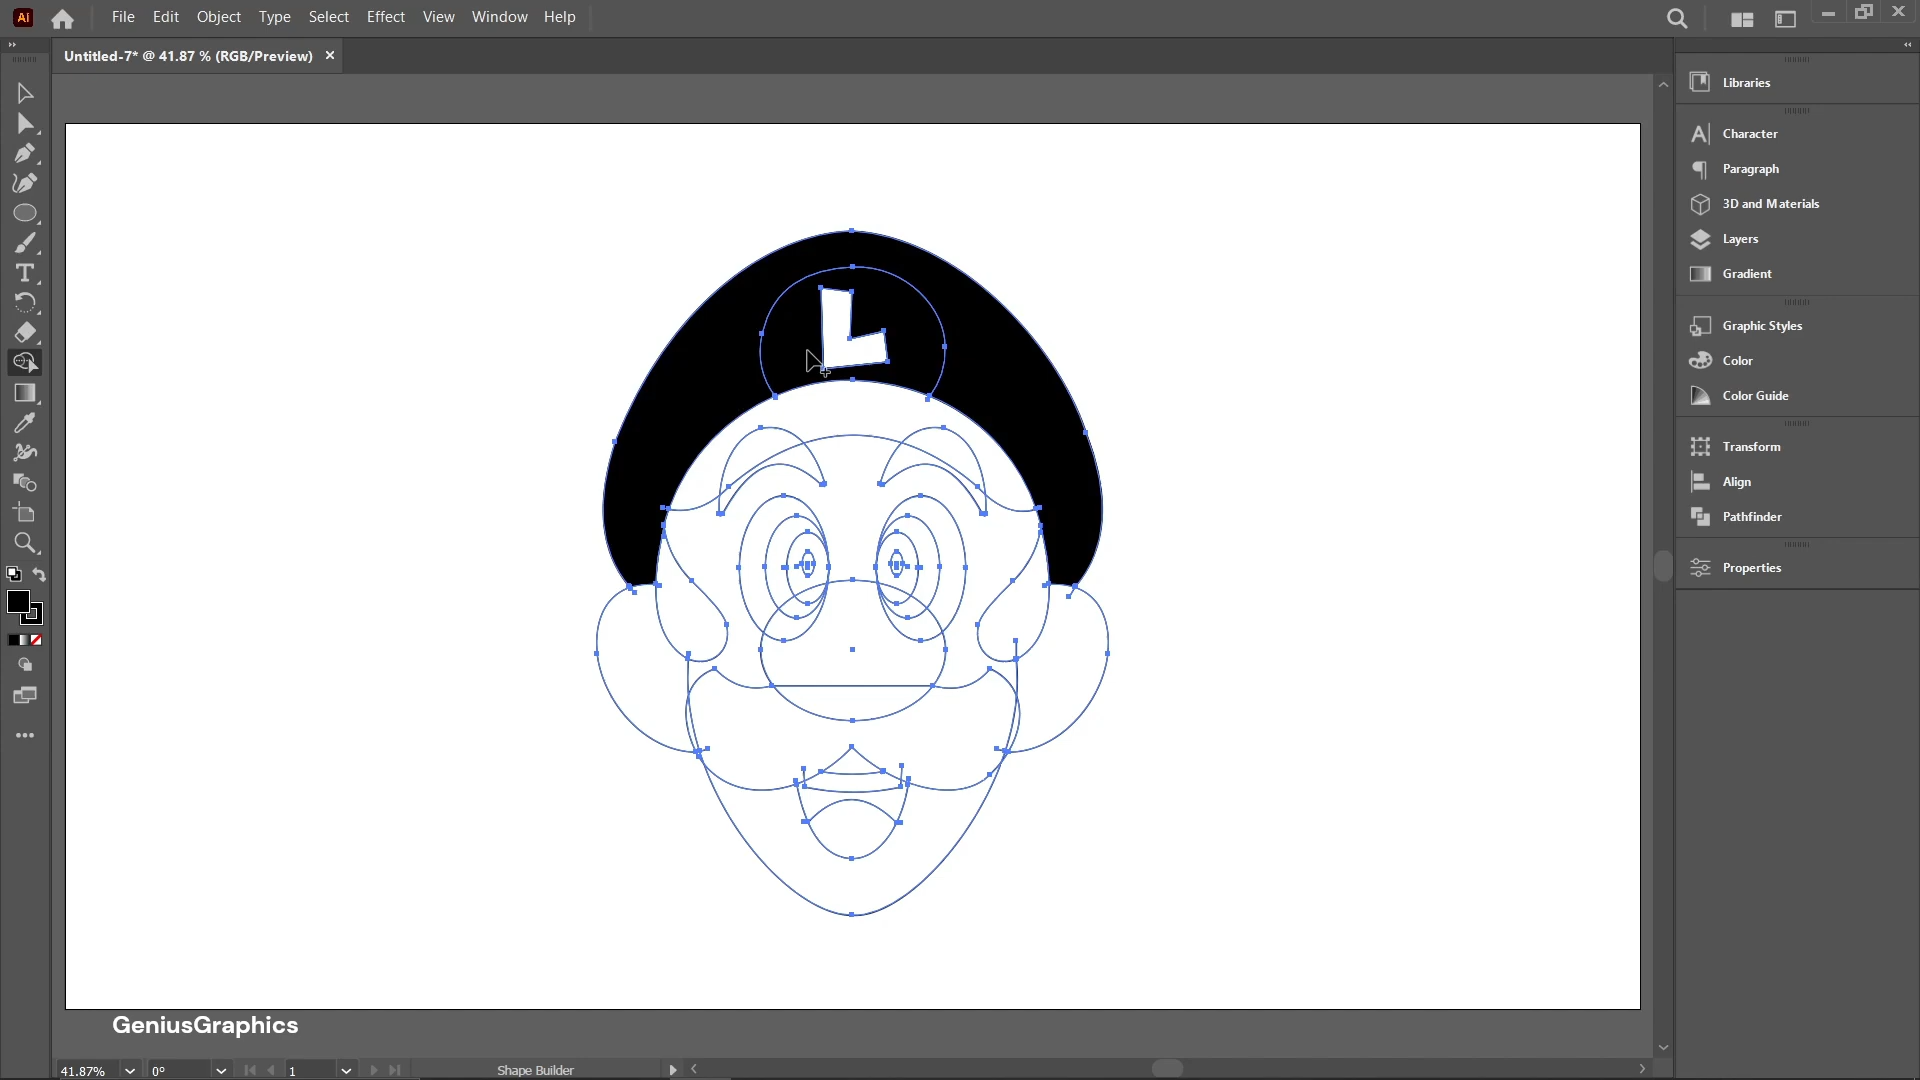 Ai File Edit Object Type Select Effect View Window Help
Untitled-7* @ 41.87 % (RGB/Preview) ×
Libraries
Character
Paragraph
3D and Materials
Layers
Gradient
Graphic Styles
Color
Color Guide
Transform
Align
Pathfinder
Properties
L
GeniusGraphics
41.87% 0° 1 Shape Builder